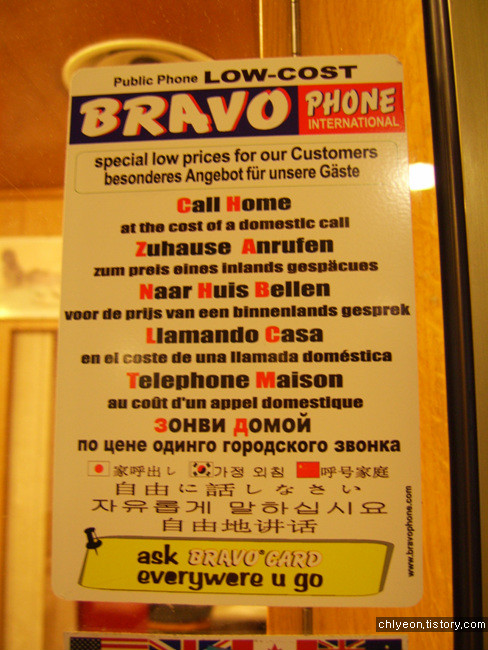 Public Phone LOW-COST
BRAVO PHONE INTERNATIONAL
special low prices for our Customers
besonderes Angebot für unsere Gäste
Call Home
at the cost of a domestic call
Zuhause Anrufen
zum preis eines inlands gespäcues
Naar Huis Bellen
voor de prijs van een binnenlands gesprek
Llamando Casa
en el coste de una llamada doméstica
Telephone Maison
au coût d'un appel domestique
Зонви Домой
по цене одинго городского звонка
家呼出し 가정 외침 呼号家庭
自由に話しなさい
자유롭게 말하십시요
自由地讲话
ask BRAVO®CARD
everywere u go
www.bravophone.com
chlyeon.tistory.com